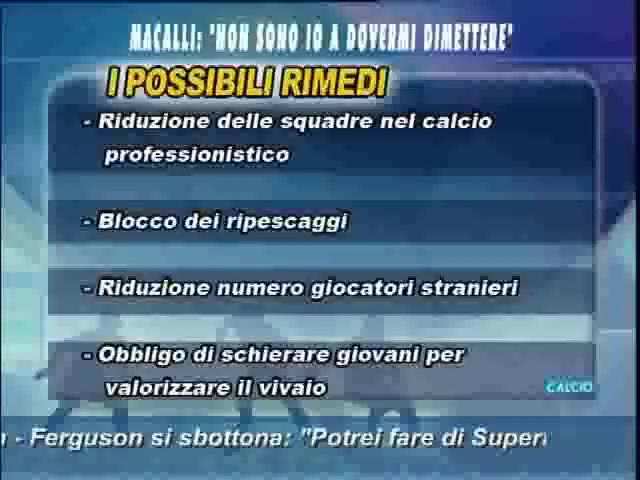 MACALLI: "NON SONO IO A DOVERMI DIMETTERE"
I POSSIBILI RIMEDI
- Riduzione delle squadre nel calcio
professionistico
- Blocco dei ripescaggi
- Riduzione numero giocatori stranieri
- Obbligo di schierare giovani per
valorizzare il vivaio
CALCIO
- Ferguson si sbottona: "Potrei fare di